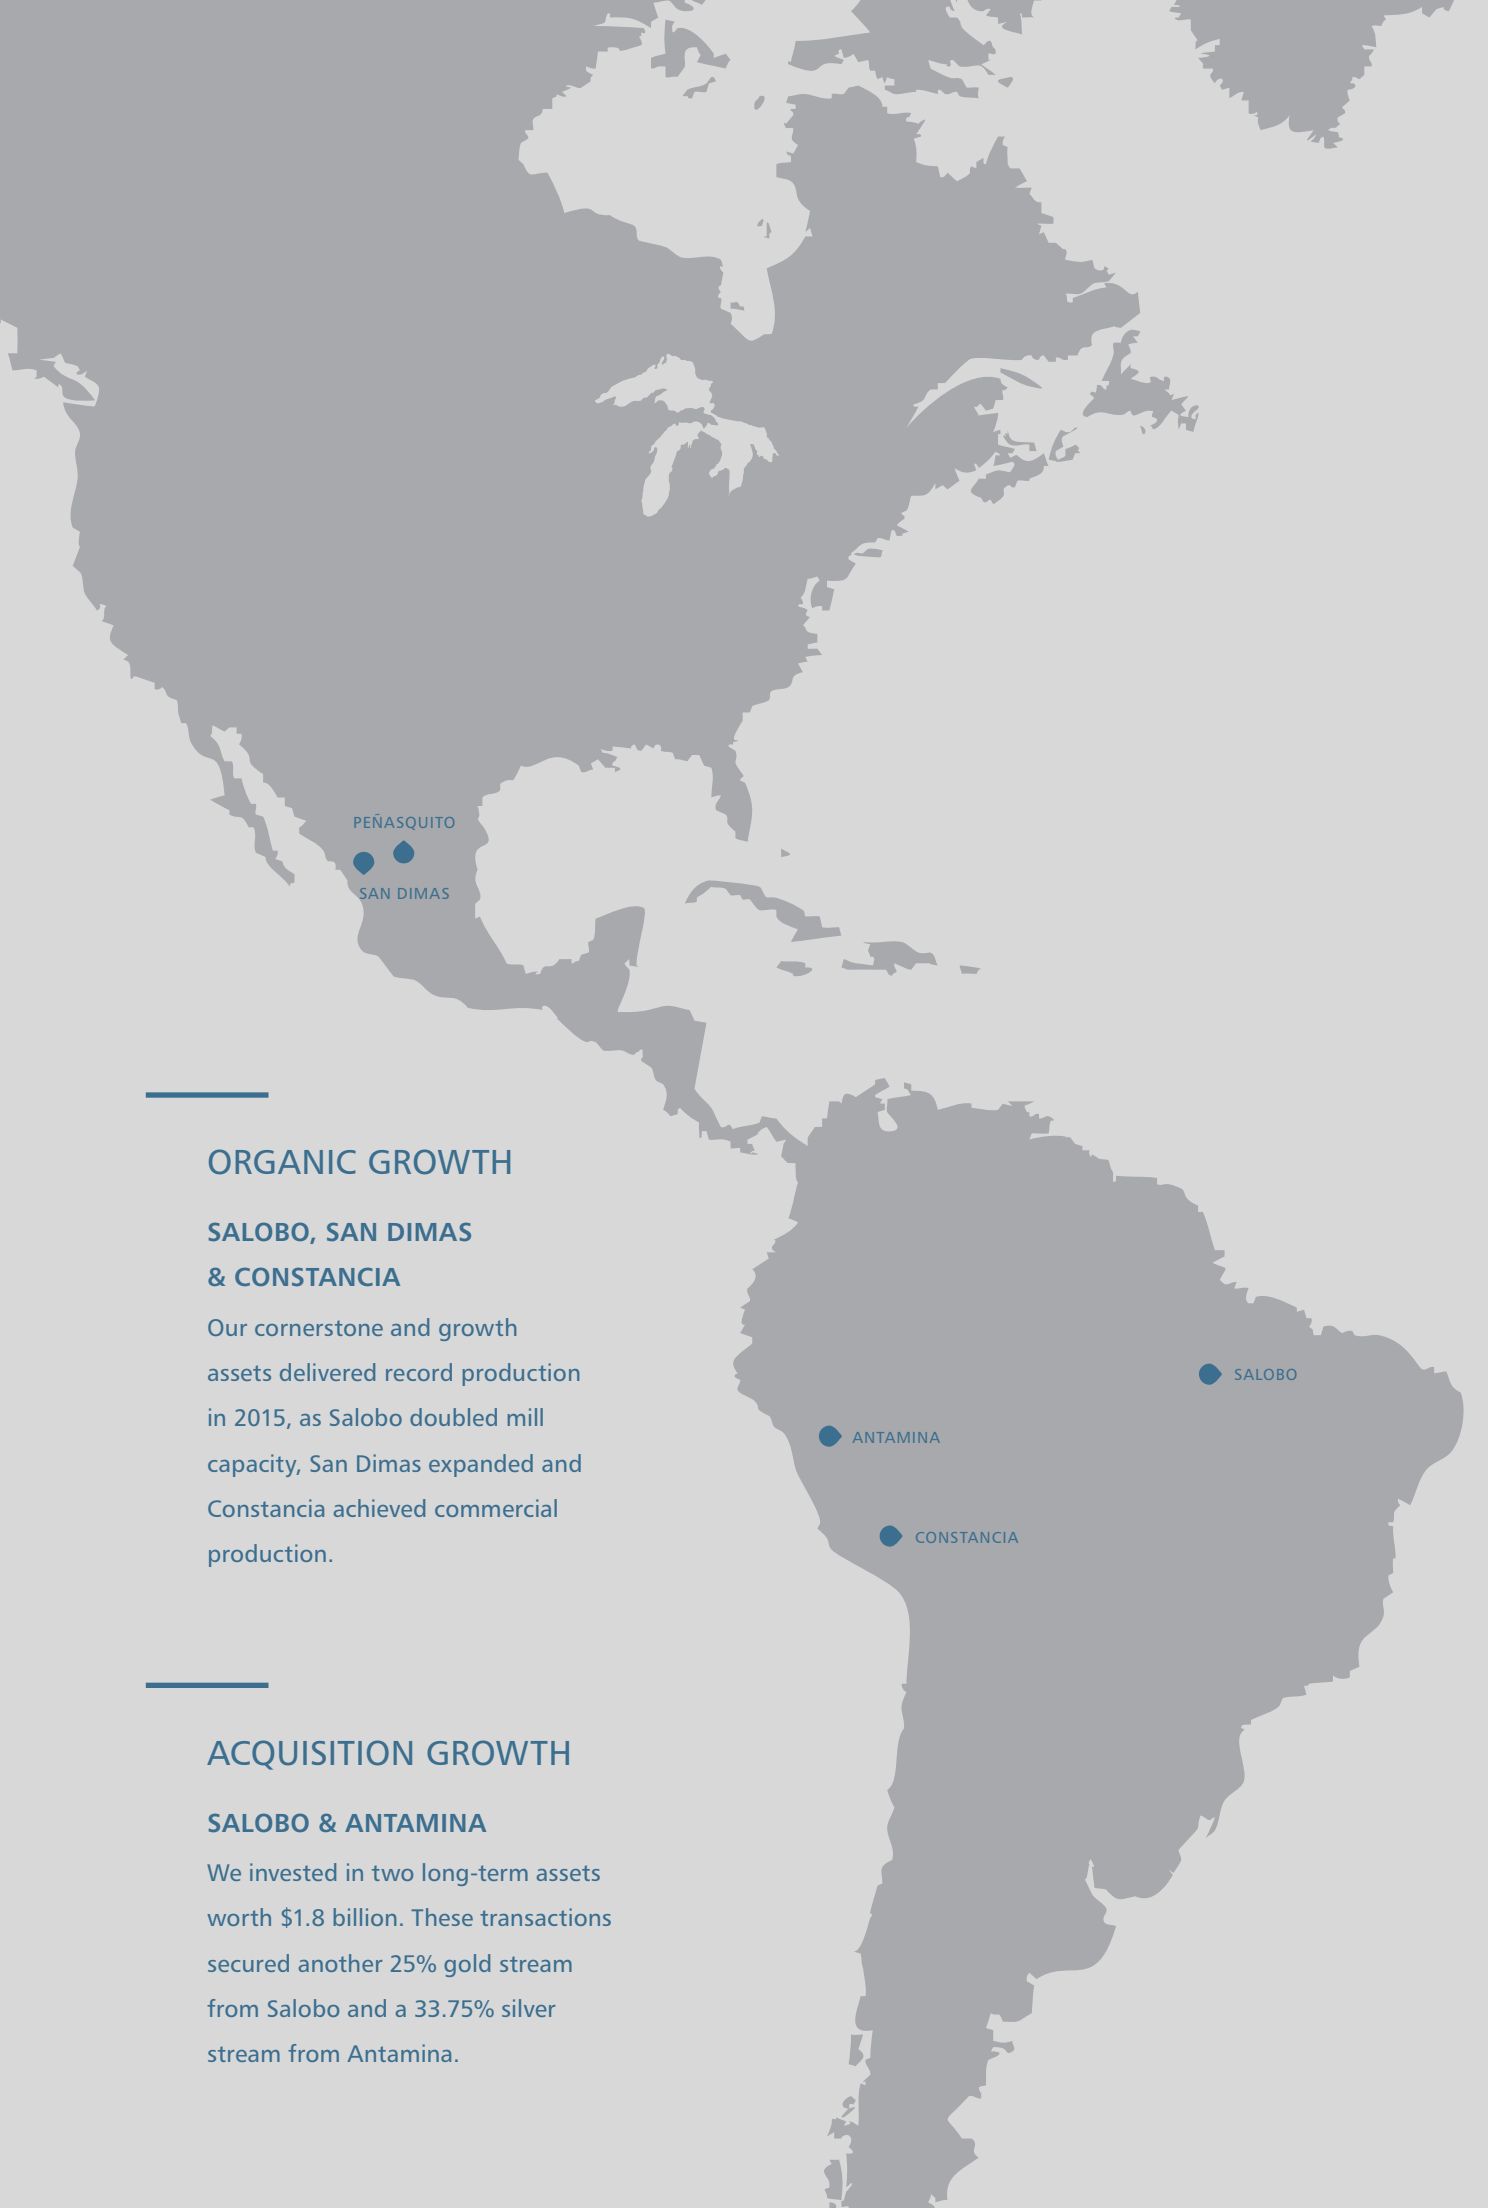 PEÑASQUITO
SAN DIMAS
ORGANIC GROWTH
SALOBO, SAN DIMAS
& CONSTANCIA
Our cornerstone and growth
assets delivered record production
in 2015, as Salobo doubled mill
capacity, San Dimas expanded and
Constancia achieved commercial
production.
SALOBO
ANTAMINA
CONSTANCIA
ACQUISITION GROWTH
SALOBO & ANTAMINA
We invested in two long-term assets
worth $1.8 billion. These transactions
secured another 25% gold stream
from Salobo and a 33.75% silver
stream from Antamina.